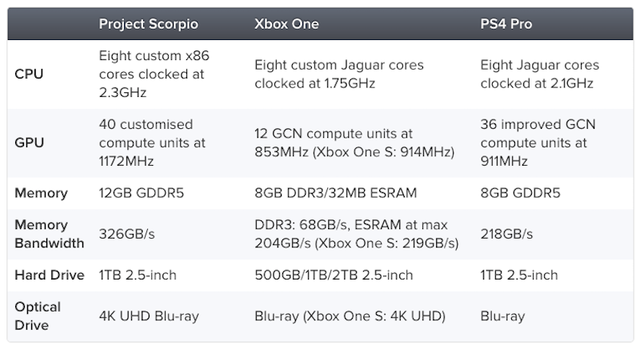 Project Scorpio Xbox One PS4 Pro
CPU
Eight custom x86
cores clocked at
2.3GHz
Eight custom Jaguar cores
clocked at 1.75GHz
Eight Jaguar cores
clocked at 2.1GHz
GPU
40 customised
compute units at
1172MHz
12 GCN compute units at
853MHz (Xbox One S: 914MHz)
36 improved GCN
compute units at
911MHz
Memory 12GB GDDR5 8GB DDR3/32MB ESRAM 8GB GDDR5
Memory
Bandwidth
326GB/s
DDR3: 68GB/s, ESRAM at max
204GB/s (Xbox One S: 219GB/s)
218GB/s
Hard Drive 1TB 2.5-inch 500GB/1TB/2TB 2.5-inch 1TB 2.5-inch
Optical
Drive
4K UHD Blu-ray
Blu-ray (Xbox One S: 4K UHD)
Blu-ray